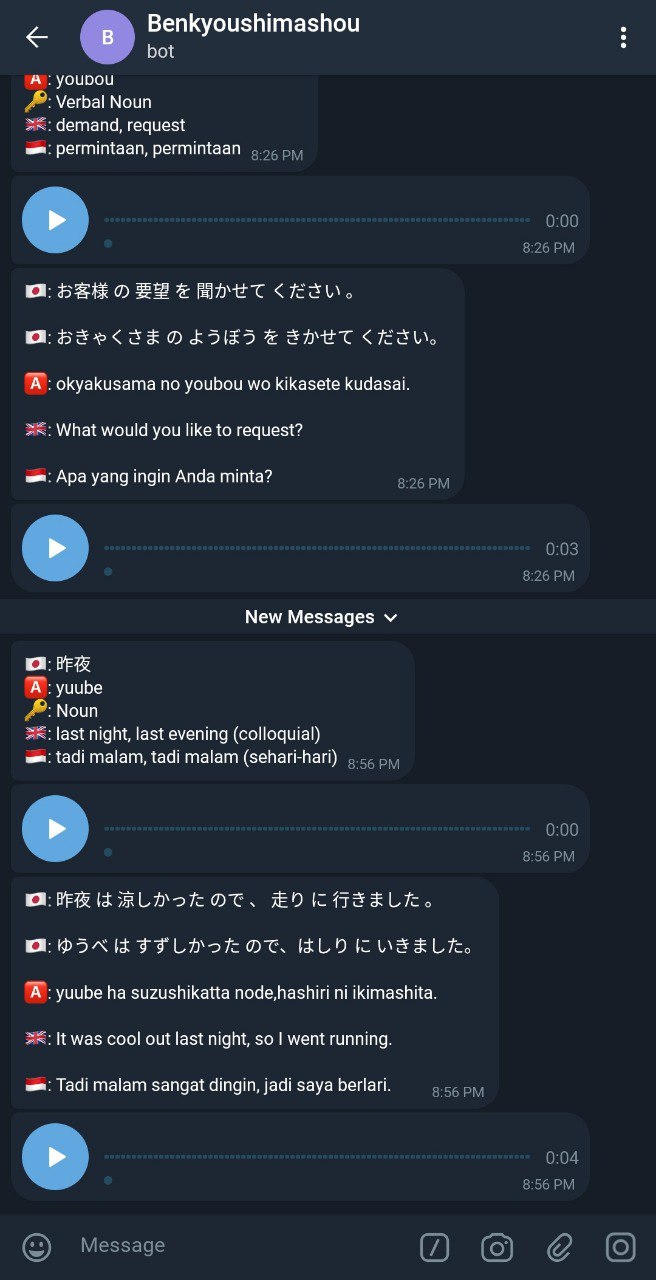 B
Benkyoushimashou
bot
A: youbou
🔑: Verbal Noun
🇬🇧: demand, request
🇮🇩: permintaan, permintaan 8:26 PM
0:00
8:26 PM
🇯🇵: お客様 の 要望 を 聞かせて ください 。
🇯🇵: おきゃくさま の ようぼう を きかせて ください。
A: okyakusama no youbou wo kikasete kudasai.
🇬🇧: What would you like to request?
🇮🇩: Apa yang ingin Anda minta? 8:26 PM
0:03
8:26 PM
New Messages
🇯🇵: 昨夜
A: yuube
🔑: Noun
🇬🇧: last night, last evening (colloquial)
🇮🇩: tadi malam, tadi malam (sehari-hari) 8:56 PM
0:00
8:56 PM
🇯🇵: 昨夜 は 涼しかった ので 、 走り に 行きました 。
🇯🇵: ゆうべ は すずしかった ので、はしり に いきました。
A: yuube ha suzushikatta node,hashiri ni ikimashita.
🇬🇧: It was cool out last night, so I went running.
🇮🇩: Tadi malam sangat dingin, jadi saya berlari. 8:56 PM
0:04
8:56 PM
Message